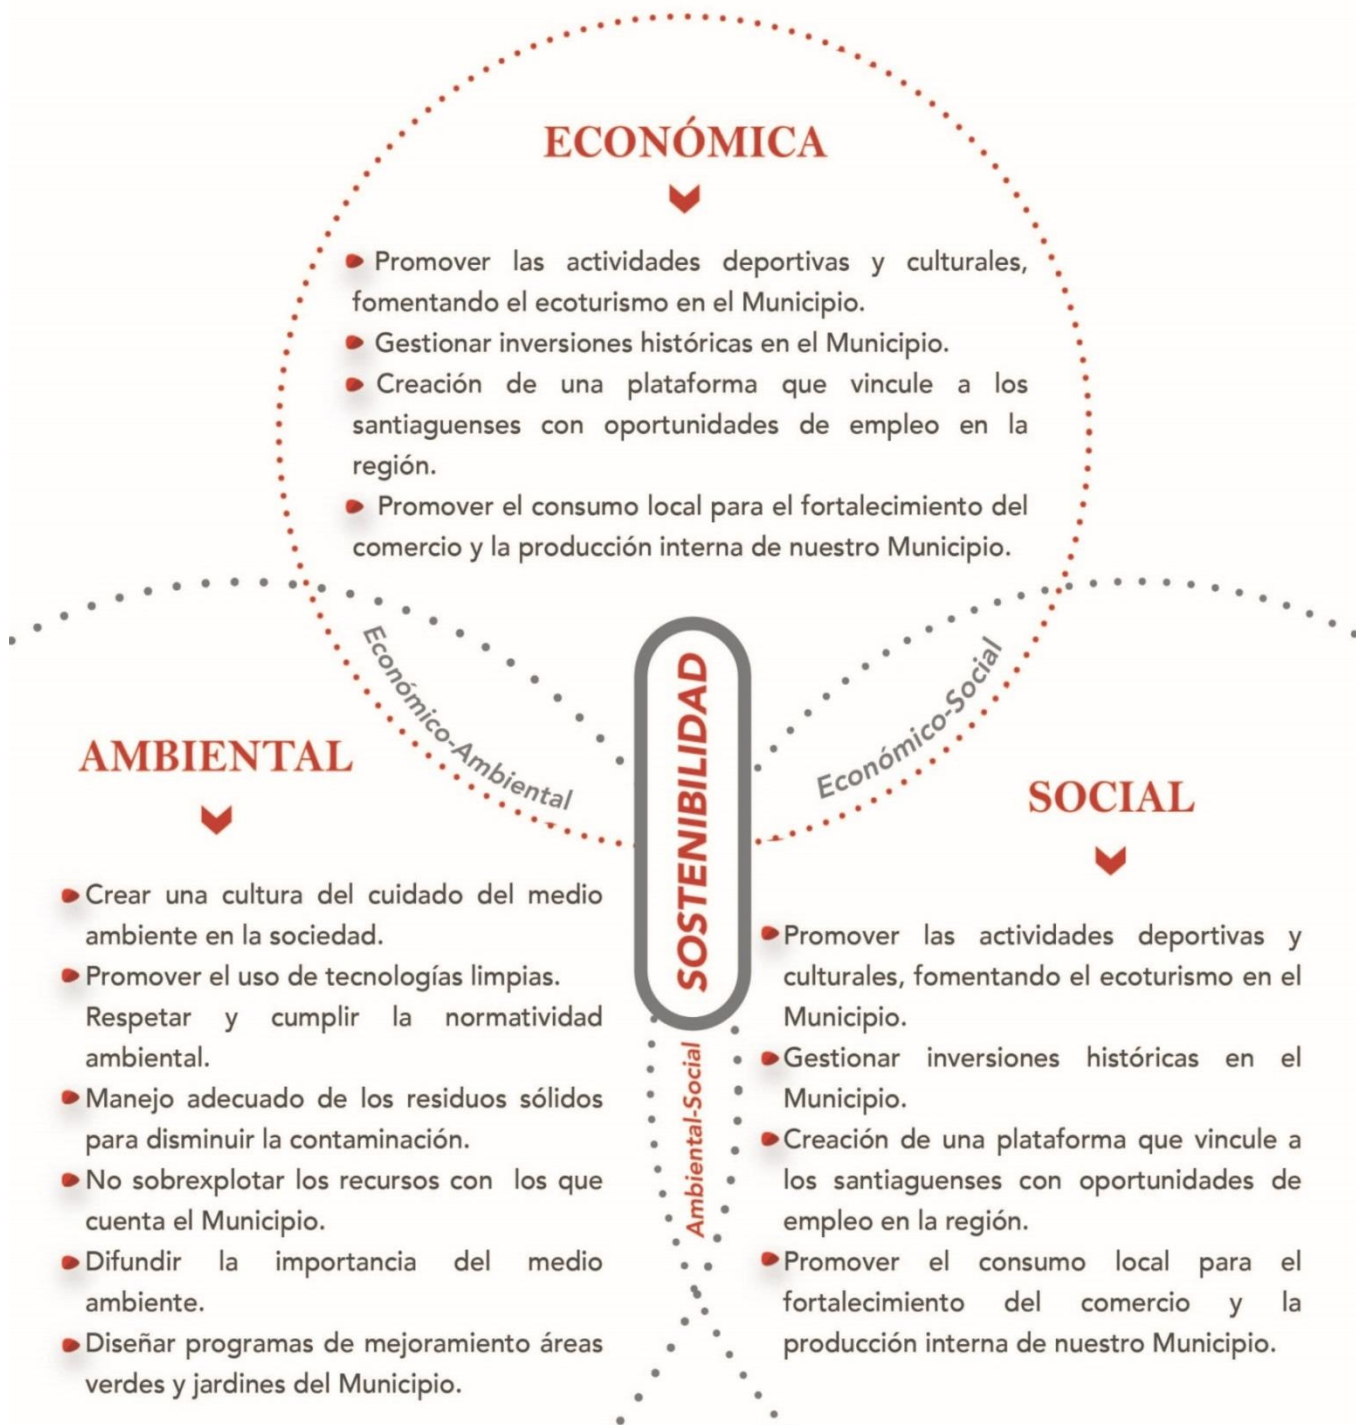 ECONÓMICA
Promover las actividades deportivas y culturales,
fomentando el ecoturismo en el Municipio.
Gestionar inversiones históricas en el Municipio.
Creación de una plataforma que vincule a los
santiaguenses con oportunidades de empleo en la
región.
Promover el consumo local para el fortalecimiento del
comercio y la producción interna de nuestro Municipio.
Económico-Ambiental
SOSTENIBILIDAD
Económico-Social
AMBIENTAL
Crear una cultura del cuidado del medio
ambiente en la sociedad.
Promover el uso de tecnologías limpias.
Respetar y cumplir la normatividad
ambiental.
Manejo adecuado de los residuos sólidos
para disminuir la contaminación.
No sobrexplotar los recursos con los que
cuenta el Municipio.
Difundir la importancia del medio
ambiente.
Diseñar programas de mejoramiento áreas
verdes y jardines del Municipio.
Ambiental-Social
SOCIAL
Promover las actividades deportivas y
culturales, fomentando el ecoturismo en el
Municipio.
Gestionar inversiones históricas en el
Municipio.
Creación de una plataforma que vincule a
los santiaguenses con oportunidades de
empleo en la región.
Promover el consumo local para el
fortalecimiento del comercio y la
producción interna de nuestro Municipio.